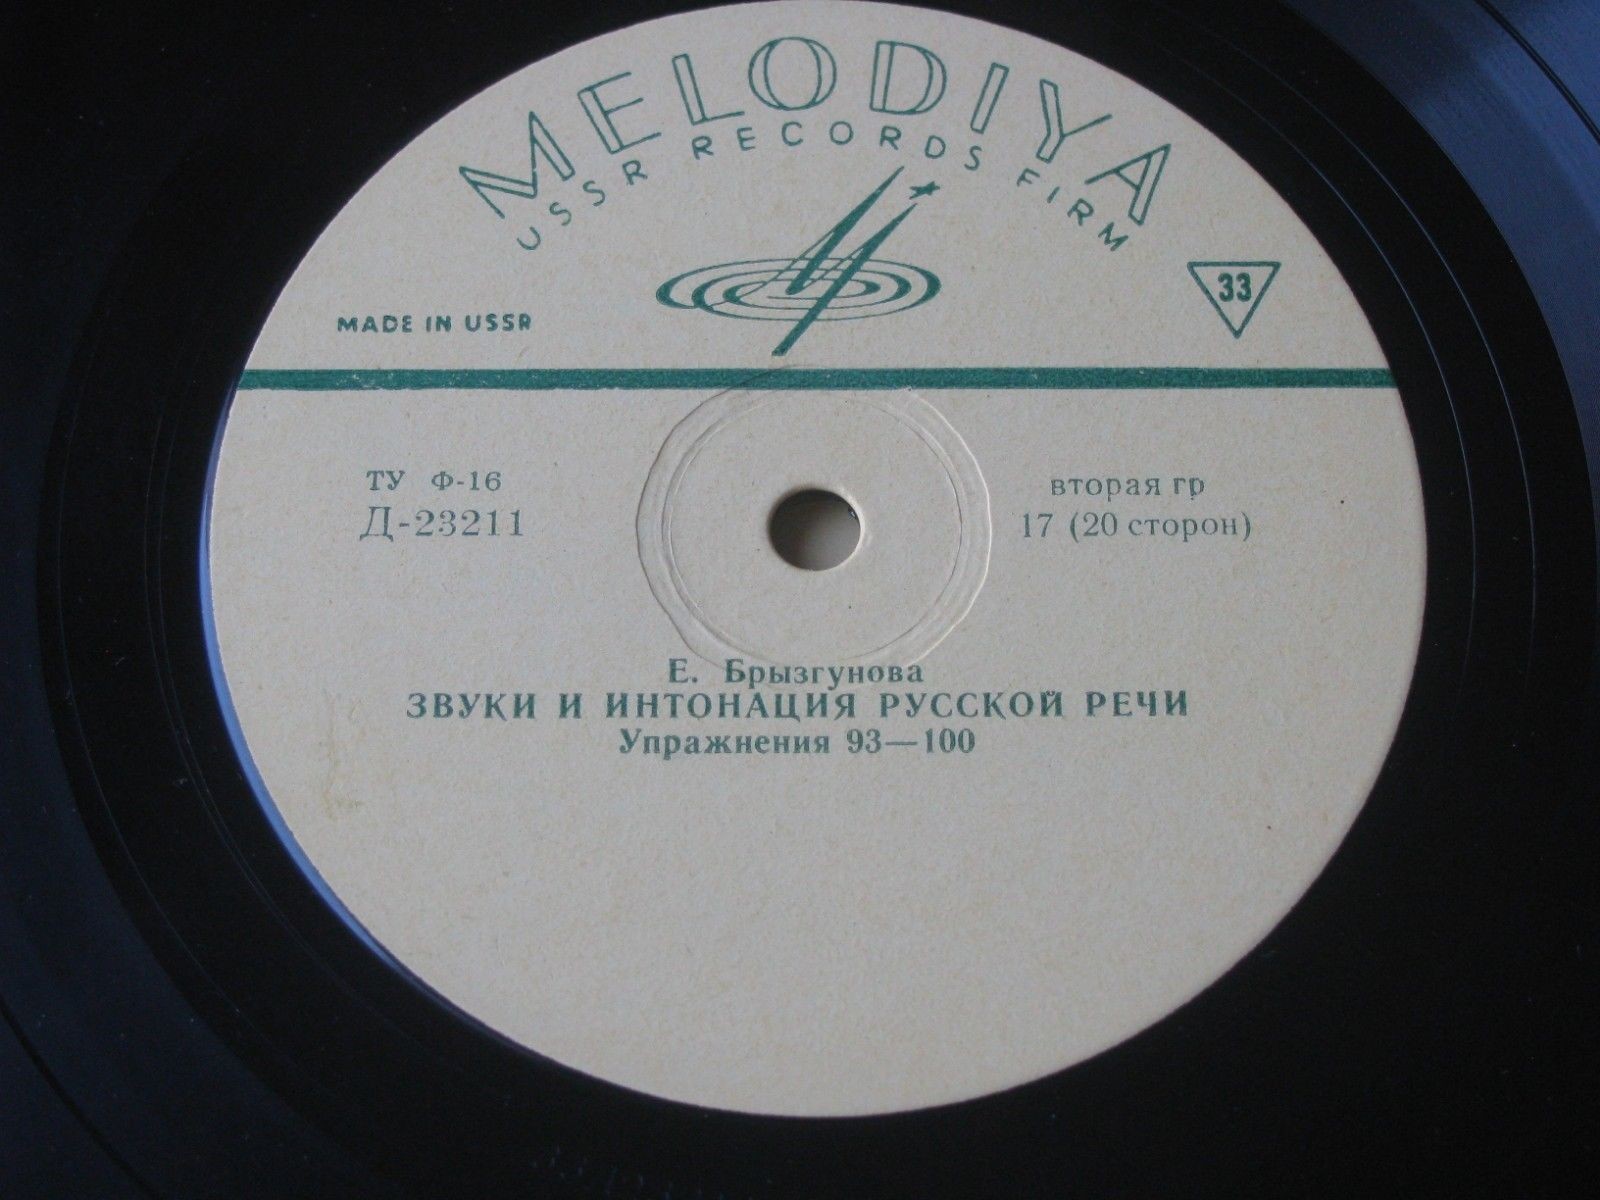 MELODIYA
USSR RECORDS FIRM
33
MADE IN USSR
ТУ Ф-16
Д-23211
вторая гр
17 (20 сторон)
Е. Брызгунова
ЗВУКИ И ИНТОНАЦИЯ РУССКОЙ РЕЧИ
Упражнения 93—100